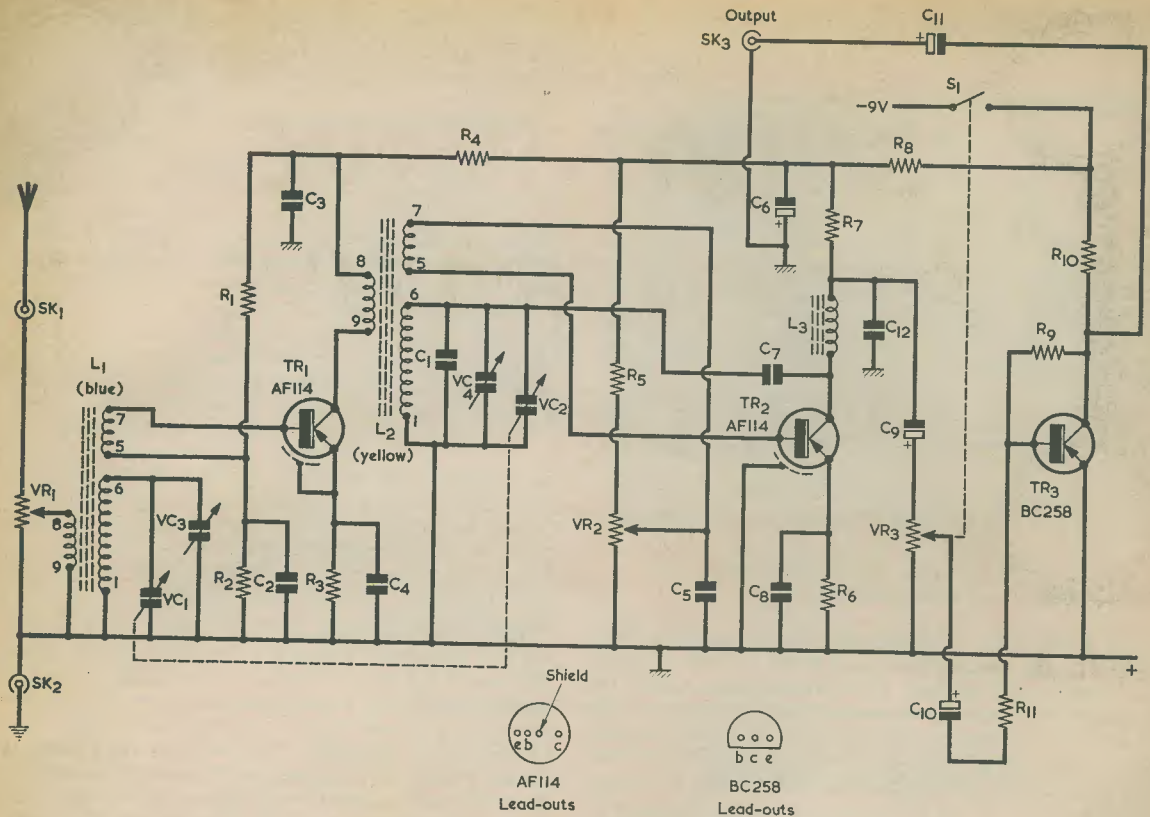 Output
SK3
C11
+
S1
-9V
R4
R8
C3
C6
+
R7
7
8
5
6
R10
R1
SK1
9
L3
C12
R9
L1
(blue)
TR1
AF114
C1
VC
4
VC2
C7
R5
TR2
AF114
C9
+
7
5
L2
(yellow)
1
TR3
BC258
6
VR1
8
VC3
VR2
VR3
9
1
VC1
R2
C2
R3
C4
C5
C8
R6
+
SK2
Shield
e b c
AF114
Lead-outs
b c e
BC258
Lead-outs
C10
+
R11